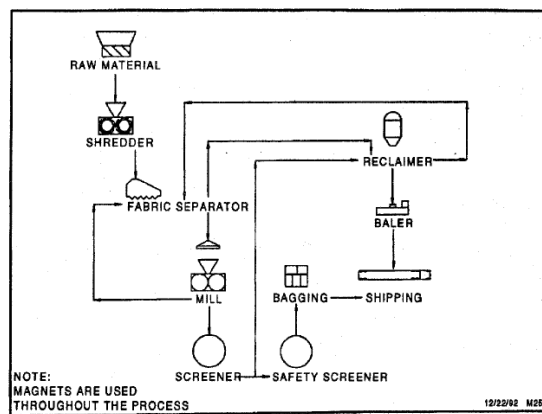 RAW MATERIAL
SHREDDER
RECLAIMER
FABRIC SEPARATOR
BALER
MILL
BAGGING
SHIPPING
SCREENER
SAFETY SCREENER
NOTE:
MAGNETS ARE USED
THROUGHOUT THE PROCESS
12/22/92 M25